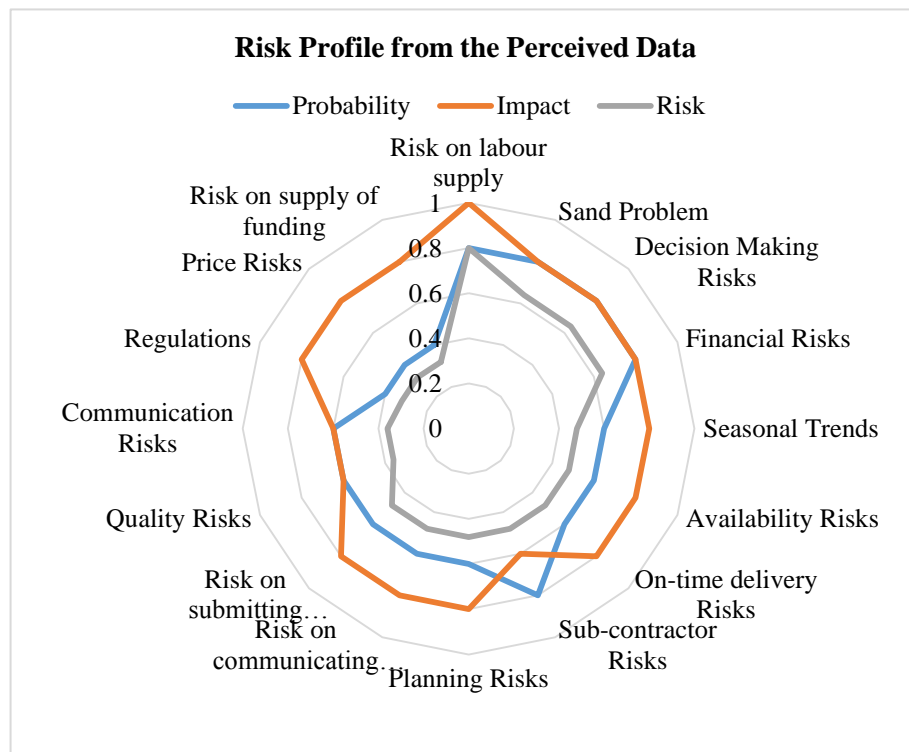 Risk Profile from the Perceived Data
Probability Impact Risk
Risk on labour
supply
Sand Problem
Decision Making
Risks
Financial Risks
Seasonal Trends
Availability Risks
On-time delivery
Risks
Sub-contractor
Risks
Planning Risks
Risk on
communicating…
Risk on
submitting…
Quality Risks
Communication
Risks
Regulations
Price Risks
Risk on supply of
funding
1
0.8
0.6
0.4
0.2
0